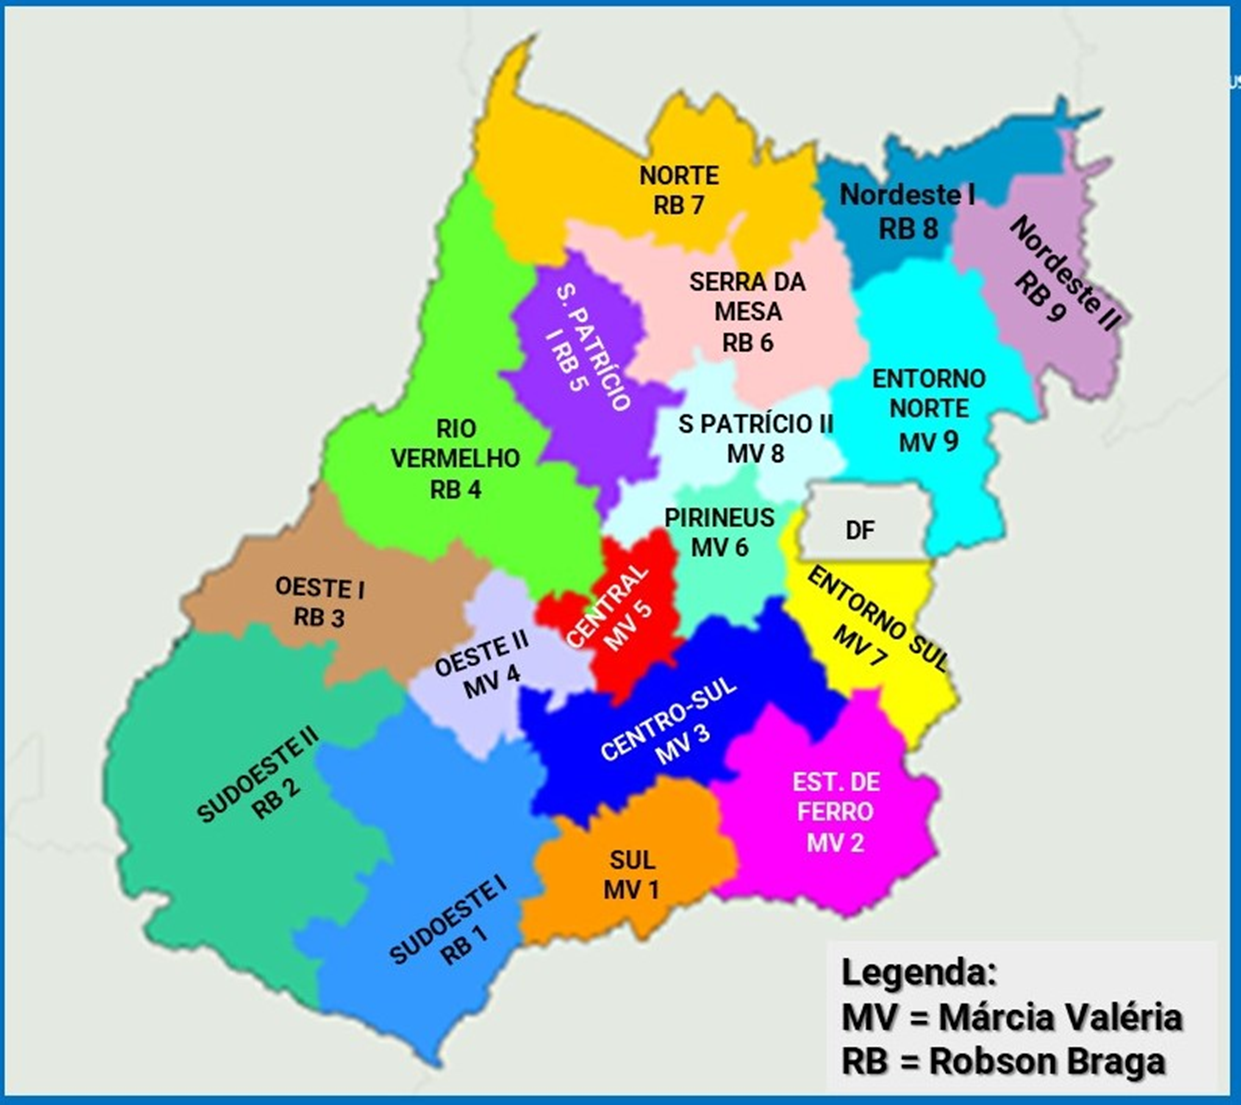 NORTE
RB 7
Nordeste I
RB 8
Nordeste II
RB 9
SERRA DA
MESA
RB 6
S. PATRÍCIO
I RB 5
ENTORNO
NORTE
MV 9
RIO
VERMELHO
RB 4
S PATRÍCIO II
MV 8
PIRINEUS
MV 6
DF
OESTE I
RB 3
CENTRAL
MV 5
ENTORNO SUL
MV 7
OESTE II
MV 4
CENTRO-SUL
MV 3
SUDOESTE II
RB 2
EST. DE
FERRO
MV 2
SUL
MV 1
SUDOESTE I
RB 1
Legenda:
MV = Márcia Valéria
RB = Robson Braga